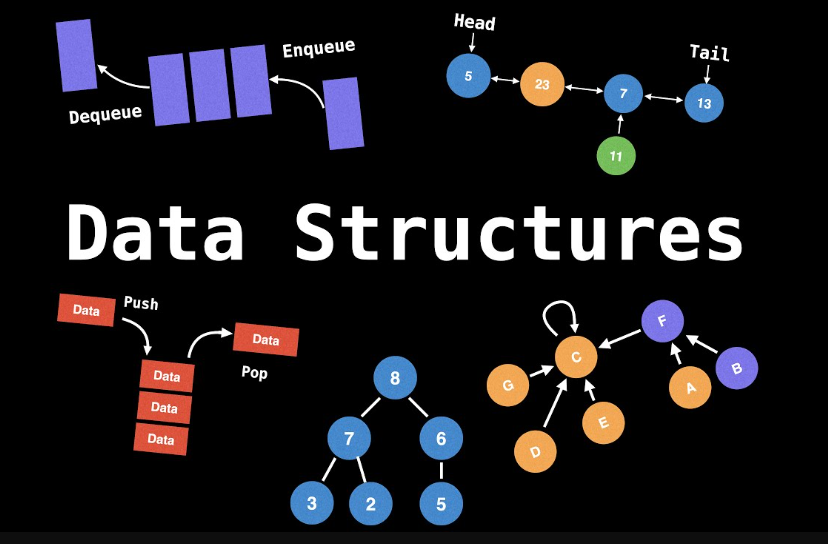 Enqueue
Dequeue
Head
Tail
5
23
7
13
11
Data Structures
Push
Data
Data
Pop
Data
Data
Data
8
7
6
3
2
5
F
C
G
B
A
E
D